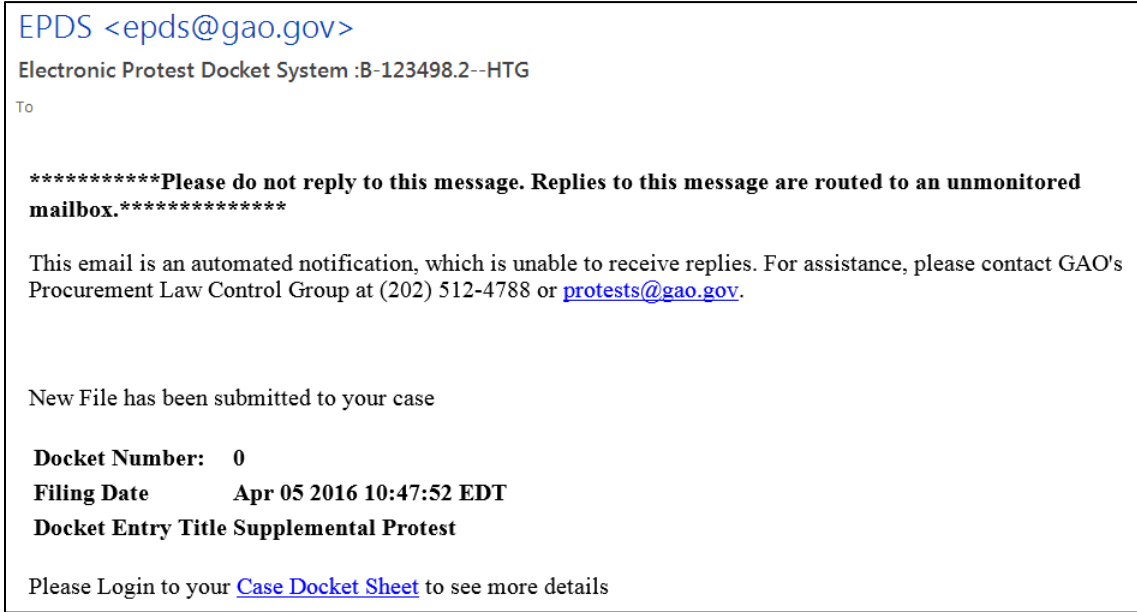 EPDS <epds@gao.gov>
Electronic Protest Docket System :B-123498.2--HTG
To
***********Please do not reply to this message. Replies to this message are routed to an unmonitored
mailbox.**************
This email is an automated notification, which is unable to receive replies. For assistance, please contact GAO's
Procurement Law Control Group at (202) 512-4788 or protests@gao.gov.
New File has been submitted to your case
Docket Number: 0
Filing Date Apr 05 2016 10:47:52 EDT
Docket Entry Title Supplemental Protest
Please Login to your Case Docket Sheet to see more details